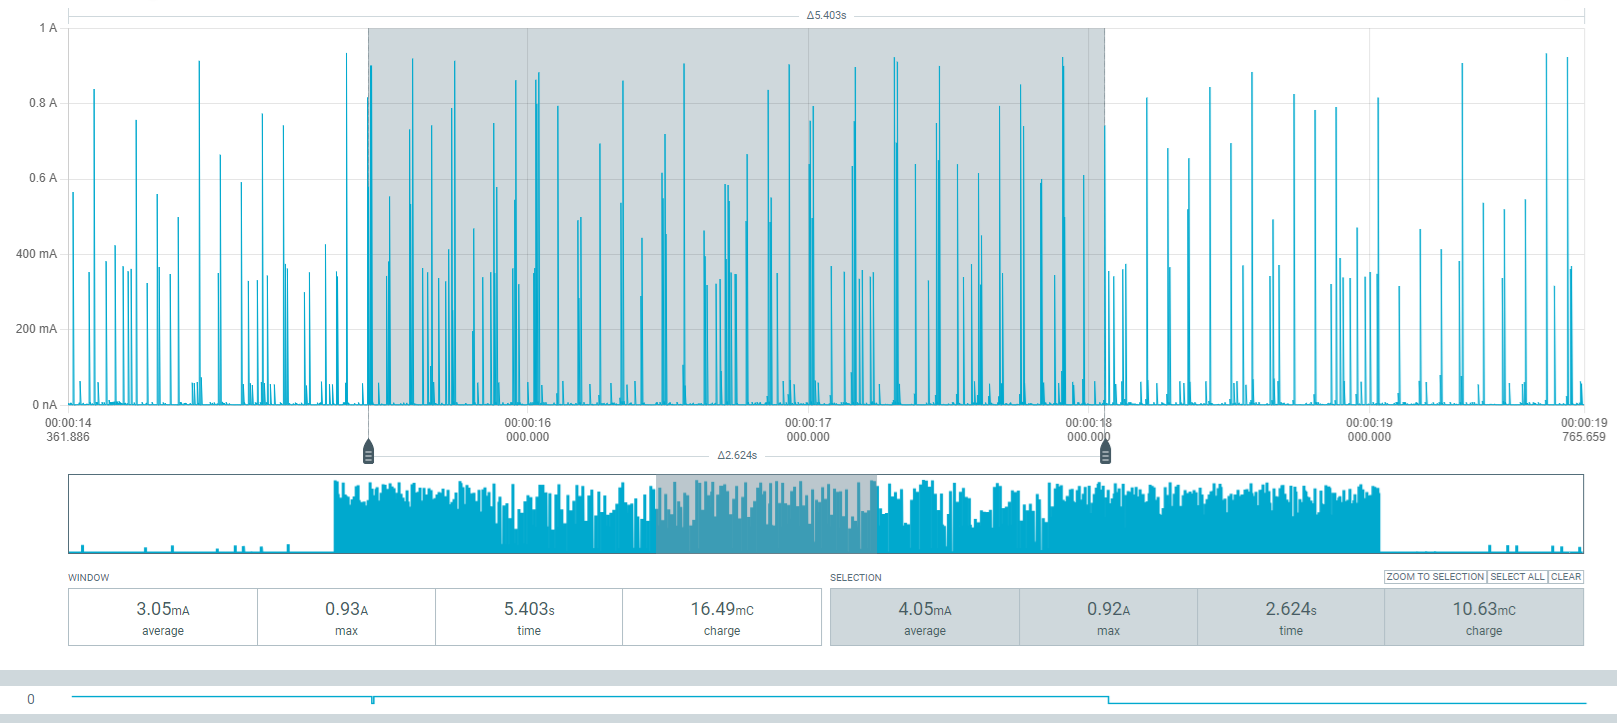 Δ5.403s
1 A
0.8 A
0.6 A
400 mA
200 mA
0 nA
00:00:14 00:00:16 00:00:17 00:00:18 00:00:19 00:00:19
361.886 000.000 000.000 000.000 000.000 765.659
Δ2.624s
WINDOW SELECTION ZOOM TO SELECTION SELECT ALL CLEAR
3.05mA 0.93A 5.403s 16.49mC 4.05mA 0.92A 2.624s 10.63mC
average max time charge average max time charge
0